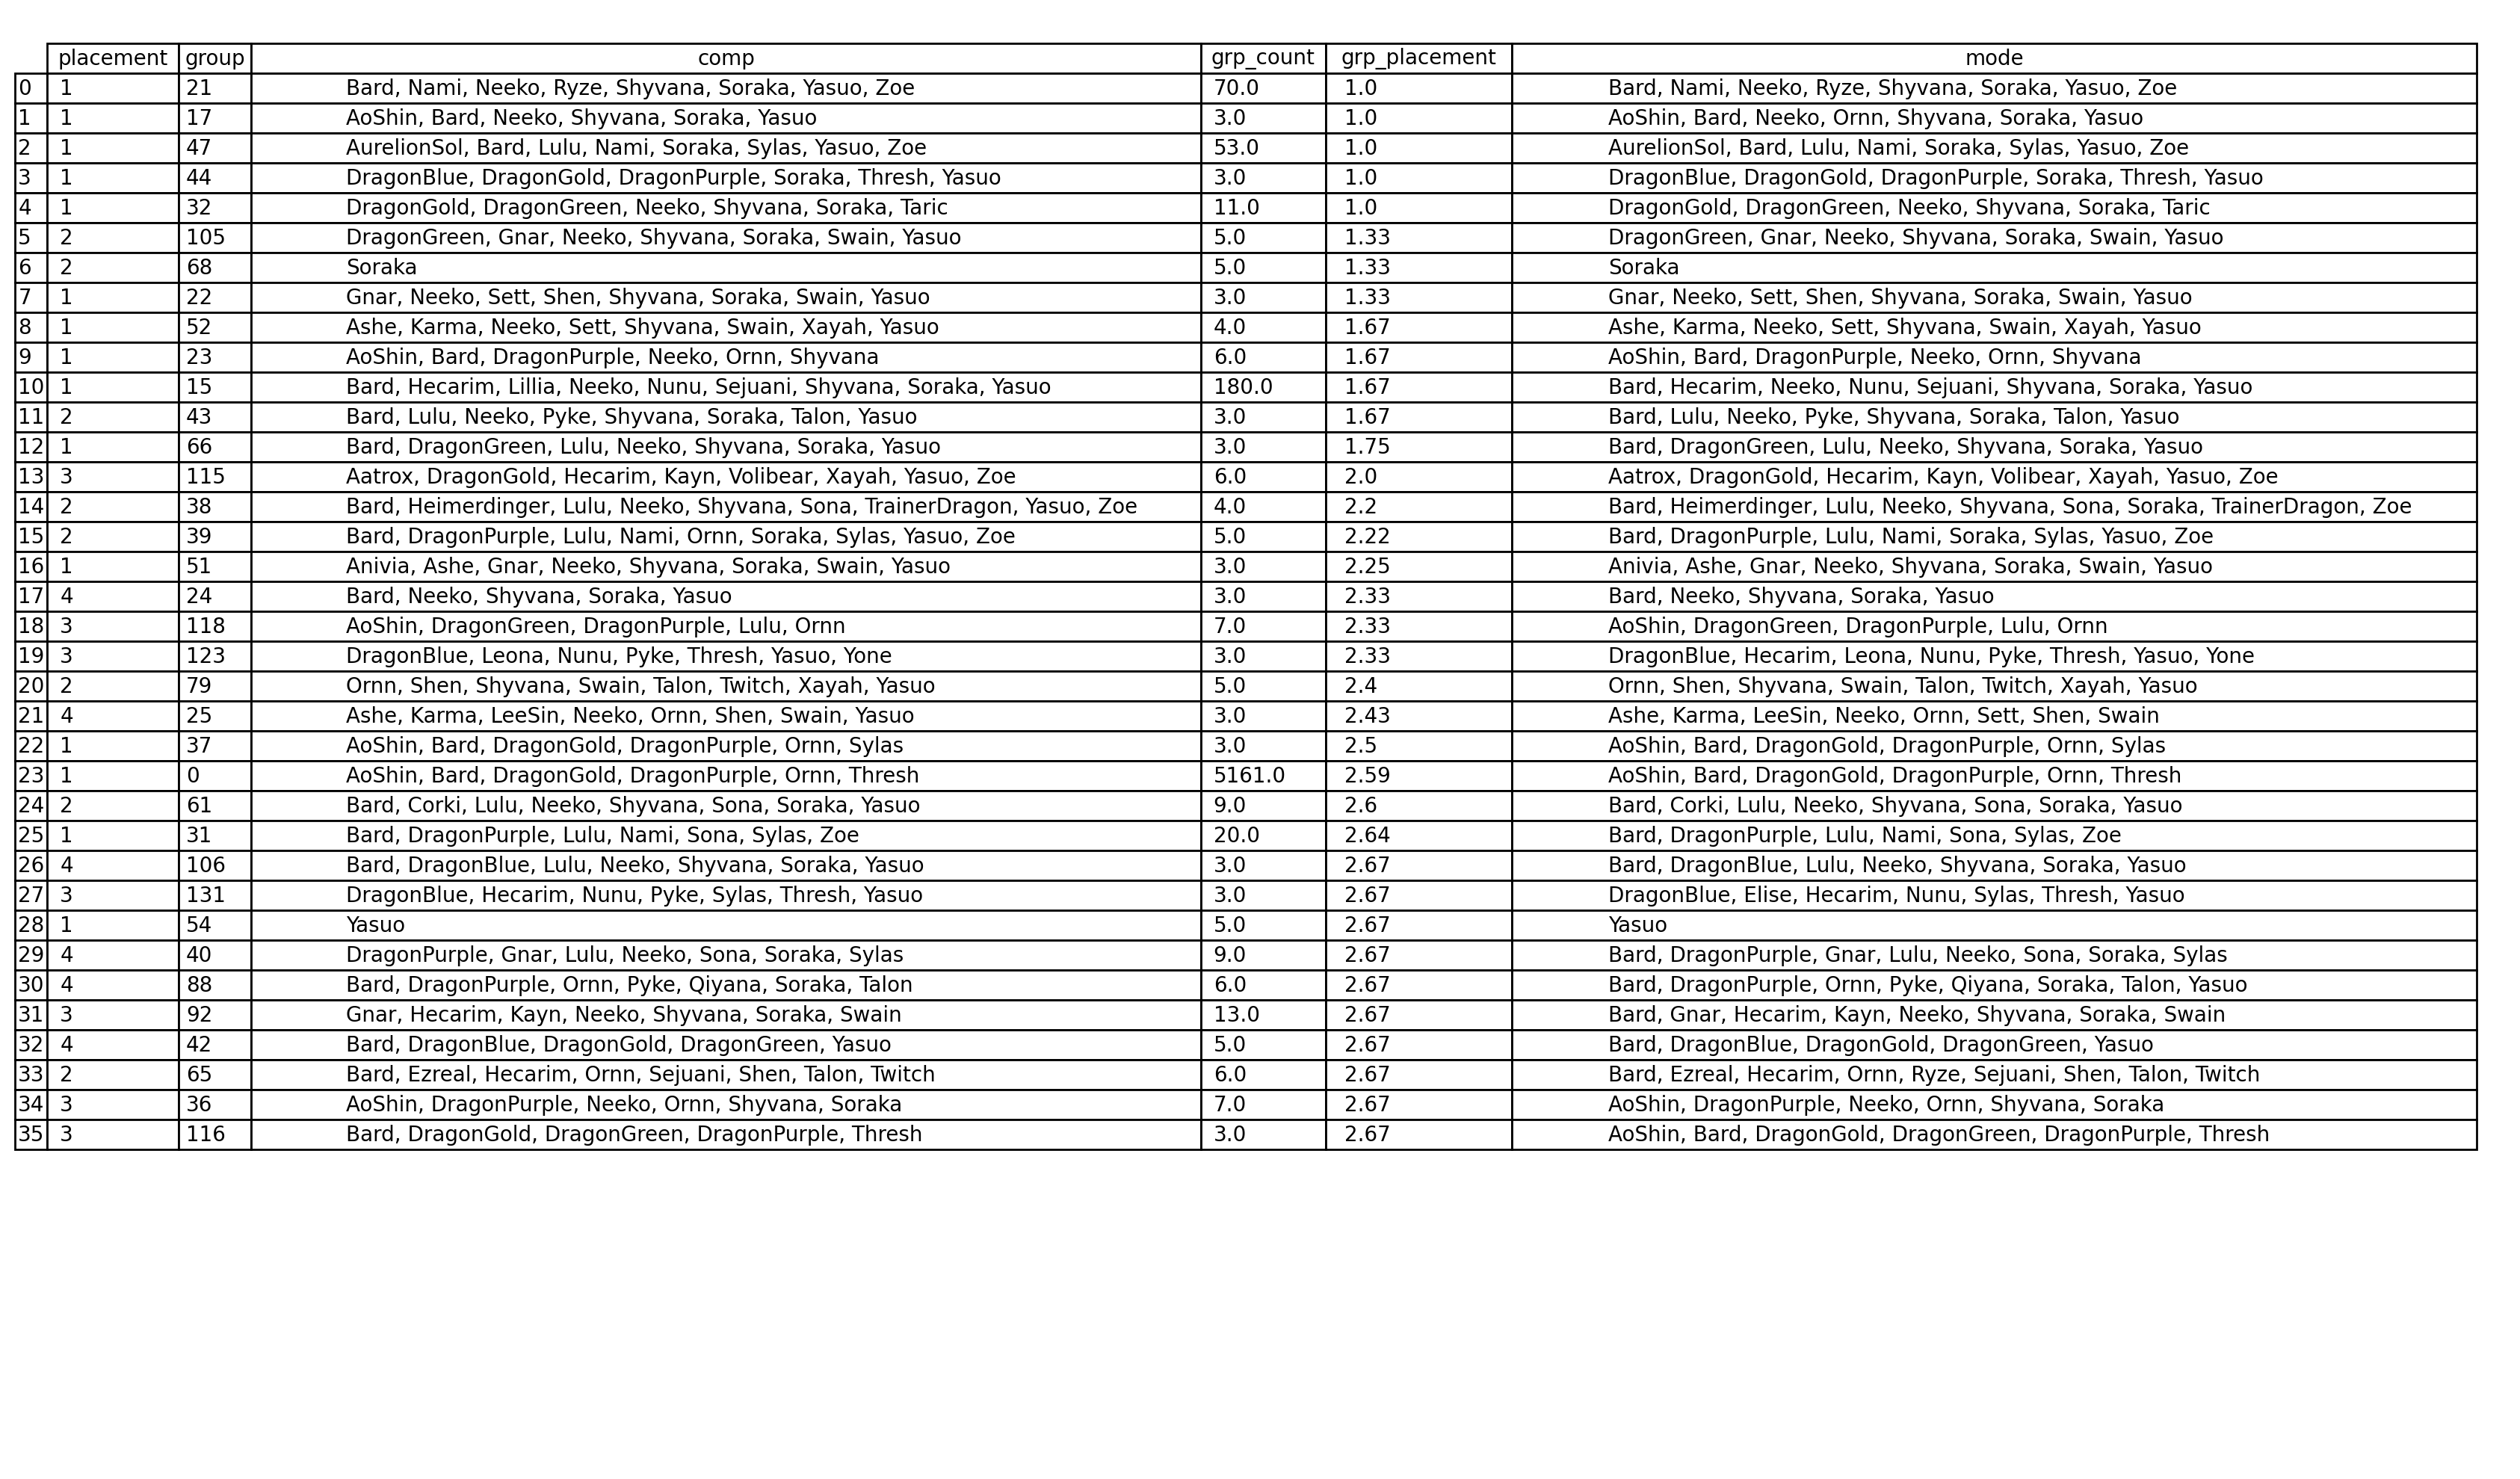 placement group comp grp_count grp_placement mode
0 1 21 Bard, Nami, Neeko, Ryze, Shyvana, Soraka, Yasuo, Zoe 70.0 1.0 Bard, Nami, Neeko, Ryze, Shyvana, Soraka, Yasuo, Zoe
1 1 17 AoShin, Bard, Neeko, Shyvana, Soraka, Yasuo 3.0 1.0 AoShin, Bard, Neeko, Ornn, Shyvana, Soraka, Yasuo
2 1 47 AurelionSol, Bard, Lulu, Nami, Soraka, Sylas, Yasuo, Zoe 53.0 1.0 AurelionSol, Bard, Lulu, Nami, Soraka, Sylas, Yasuo, Zoe
3 1 44 DragonBlue, DragonGold, DragonPurple, Soraka, Thresh, Yasuo 3.0 1.0 DragonBlue, DragonGold, DragonPurple, Soraka, Thresh, Yasuo
4 1 32 DragonGold, DragonGreen, Neeko, Shyvana, Soraka, Taric 11.0 1.0 DragonGold, DragonGreen, Neeko, Shyvana, Soraka, Taric
5 2 105 DragonGreen, Gnar, Neeko, Shyvana, Soraka, Swain, Yasuo 5.0 1.33 DragonGreen, Gnar, Neeko, Shyvana, Soraka, Swain, Yasuo
6 2 68 Soraka 5.0 1.33 Soraka
7 1 22 Gnar, Neeko, Sett, Shen, Shyvana, Soraka, Swain, Yasuo 3.0 1.33 Gnar, Neeko, Sett, Shen, Shyvana, Soraka, Swain, Yasuo
8 1 52 Ashe, Karma, Neeko, Sett, Shyvana, Swain, Xayah, Yasuo 4.0 1.67 Ashe, Karma, Neeko, Sett, Shyvana, Swain, Xayah, Yasuo
9 1 23 AoShin, Bard, DragonPurple, Neeko, Ornn, Shyvana 6.0 1.67 AoShin, Bard, DragonPurple, Neeko, Ornn, Shyvana
10 1 15 Bard, Hecarim, Lillia, Neeko, Nunu, Sejuani, Shyvana, Soraka, Yasuo 180.0 1.67 Bard, Hecarim, Neeko, Nunu, Sejuani, Shyvana, Soraka, Yasuo
11 2 43 Bard, Lulu, Neeko, Pyke, Shyvana, Soraka, Talon, Yasuo 3.0 1.67 Bard, Lulu, Neeko, Pyke, Shyvana, Soraka, Talon, Yasuo
12 1 66 Bard, DragonGreen, Lulu, Neeko, Shyvana, Soraka, Yasuo 3.0 1.75 Bard, DragonGreen, Lulu, Neeko, Shyvana, Soraka, Yasuo
13 3 115 Aatrox, DragonGold, Hecarim, Kayn, Volibear, Xayah, Yasuo, Zoe 6.0 2.0 Aatrox, DragonGold, Hecarim, Kayn, Volibear, Xayah, Yasuo, Zoe
14 2 38 Bard, Heimerdinger, Lulu, Neeko, Shyvana, Sona, TrainerDragon, Yasuo, Zoe 4.0 2.2 Bard, Heimerdinger, Lulu, Neeko, Shyvana, Sona, Soraka, TrainerDragon, Zoe
15 2 39 Bard, DragonPurple, Lulu, Nami, Ornn, Soraka, Sylas, Yasuo, Zoe 5.0 2.22 Bard, DragonPurple, Lulu, Nami, Soraka, Sylas, Yasuo, Zoe
16 1 51 Anivia, Ashe, Gnar, Neeko, Shyvana, Soraka, Swain, Yasuo 3.0 2.25 Anivia, Ashe, Gnar, Neeko, Shyvana, Soraka, Swain, Yasuo
17 4 24 Bard, Neeko, Shyvana, Soraka, Yasuo 3.0 2.33 Bard, Neeko, Shyvana, Soraka, Yasuo
18 3 118 AoShin, DragonGreen, DragonPurple, Lulu, Ornn 7.0 2.33 AoShin, DragonGreen, DragonPurple, Lulu, Ornn
19 3 123 DragonBlue, Leona, Nunu, Pyke, Thresh, Yasuo, Yone 3.0 2.33 DragonBlue, Hecarim, Leona, Nunu, Pyke, Thresh, Yasuo, Yone
20 2 79 Ornn, Shen, Shyvana, Swain, Talon, Twitch, Xayah, Yasuo 5.0 2.4 Ornn, Shen, Shyvana, Swain, Talon, Twitch, Xayah, Yasuo
21 4 25 Ashe, Karma, LeeSin, Neeko, Ornn, Shen, Swain, Yasuo 3.0 2.43 Ashe, Karma, LeeSin, Neeko, Ornn, Sett, Shen, Swain
22 1 37 AoShin, Bard, DragonGold, DragonPurple, Ornn, Sylas 3.0 2.5 AoShin, Bard, DragonGold, DragonPurple, Ornn, Sylas
23 1 0 AoShin, Bard, DragonGold, DragonPurple, Ornn, Thresh 5161.0 2.59 AoShin, Bard, DragonGold, DragonPurple, Ornn, Thresh
24 2 61 Bard, Corki, Lulu, Neeko, Shyvana, Sona, Soraka, Yasuo 9.0 2.6 Bard, Corki, Lulu, Neeko, Shyvana, Sona, Soraka, Yasuo
25 1 31 Bard, DragonPurple, Lulu, Nami, Sona, Sylas, Zoe 20.0 2.64 Bard, DragonPurple, Lulu, Nami, Sona, Sylas, Zoe
26 4 106 Bard, DragonBlue, Lulu, Neeko, Shyvana, Soraka, Yasuo 3.0 2.67 Bard, DragonBlue, Lulu, Neeko, Shyvana, Soraka, Yasuo
27 3 131 DragonBlue, Hecarim, Nunu, Pyke, Sylas, Thresh, Yasuo 3.0 2.67 DragonBlue, Elise, Hecarim, Nunu, Sylas, Thresh, Yasuo
28 1 54 Yasuo 5.0 2.67 Yasuo
29 4 40 DragonPurple, Gnar, Lulu, Neeko, Sona, Soraka, Sylas 9.0 2.67 Bard, DragonPurple, Gnar, Lulu, Neeko, Sona, Soraka, Sylas
30 4 88 Bard, DragonPurple, Ornn, Pyke, Qiyana, Soraka, Talon 6.0 2.67 Bard, DragonPurple, Ornn, Pyke, Qiyana, Soraka, Talon, Yasuo
31 3 92 Gnar, Hecarim, Kayn, Neeko, Shyvana, Soraka, Swain 13.0 2.67 Bard, Gnar, Hecarim, Kayn, Neeko, Shyvana, Soraka, Swain
32 4 42 Bard, DragonBlue, DragonGold, DragonGreen, Yasuo 5.0 2.67 Bard, DragonBlue, DragonGold, DragonGreen, Yasuo
33 2 65 Bard, Ezreal, Hecarim, Ornn, Sejuani, Shen, Talon, Twitch 6.0 2.67 Bard, Ezreal, Hecarim, Ornn, Ryze, Sejuani, Shen, Talon, Twitch
34 3 36 AoShin, DragonPurple, Neeko, Ornn, Shyvana, Soraka 7.0 2.67 AoShin, DragonPurple, Neeko, Ornn, Shyvana, Soraka
35 3 116 Bard, DragonGold, DragonGreen, DragonPurple, Thresh 3.0 2.67 AoShin, Bard, DragonGold, DragonGreen, DragonPurple, Thresh